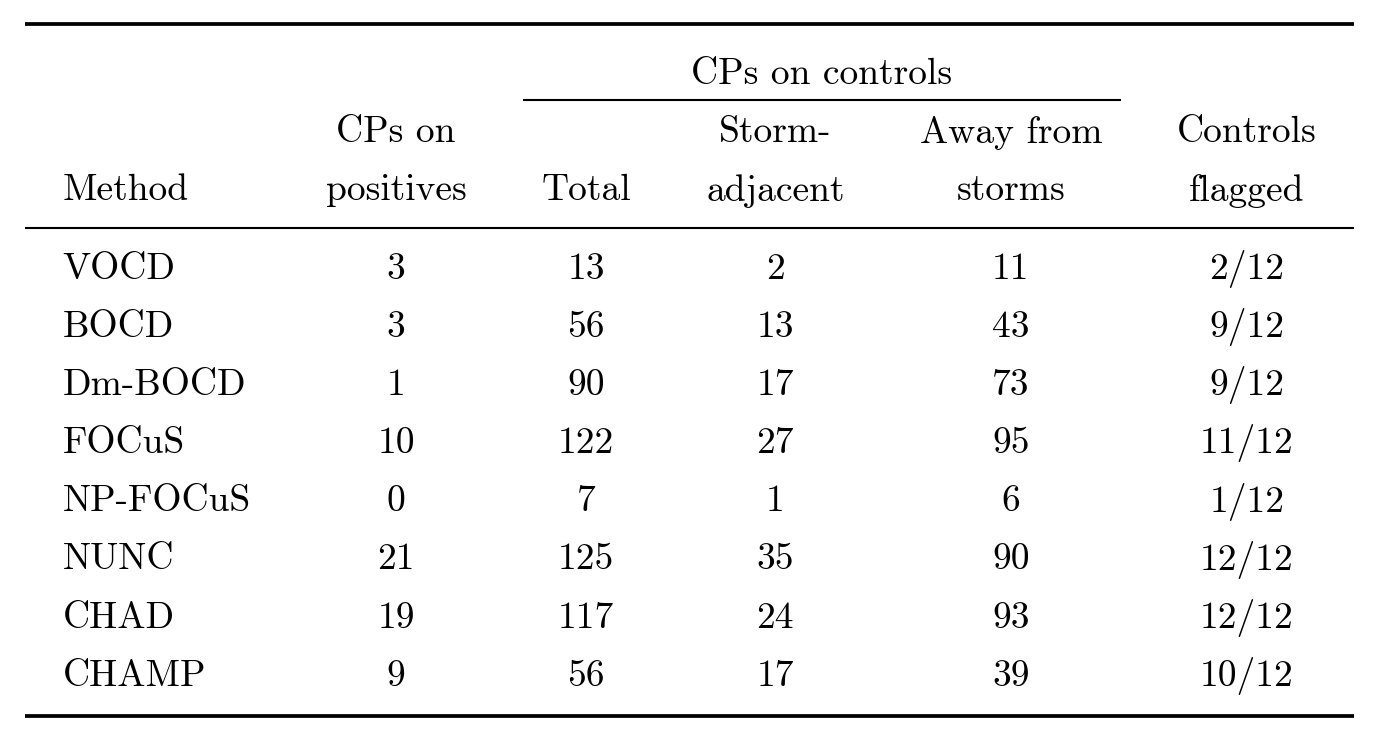 CPs on controls
CPs on Storm- Away from Controls
Method positives Total adjacent storms flagged
VOCD 3 13 2 11 2/12
BOCD 3 56 13 43 9/12
Dm-BOCD 1 90 17 73 9/12
FOCuS 10 122 27 95 11/12
NP-FOCuS 0 7 1 6 1/12
NUNC 21 125 35 90 12/12
CHAD 19 117 24 93 12/12
CHAMP 9 56 17 39 10/12